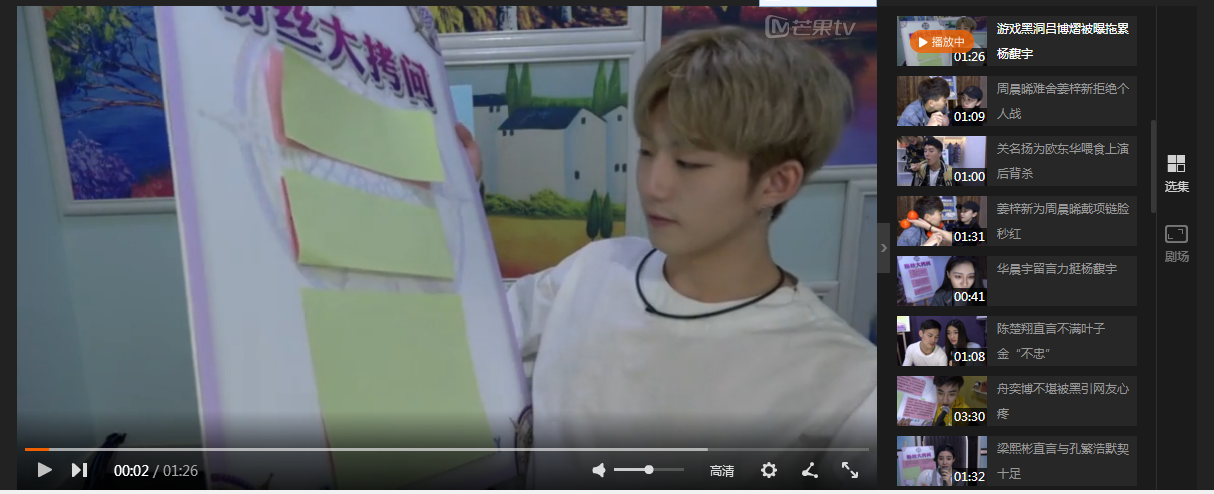 粉丝大拷问
芒果tv
00:02 / 01:26
高清
播放中
01:26
游戏黑洞吕博熠被曝拖累
杨馥宇
01:09
周晨晞难舍姜梓新拒绝个
人战
01:00
关名扬为欧东华喂食上演
后背杀
01:31
姜梓新为周晨晞戴项链脸
秒红
00:41
华晨宇留言力挺杨馥宇
01:08
陈楚翔直言不满叶子
金“不忠”
03:30
舟奕博不堪被黑引网友心
疼
01:32
梁熙彬直言与孔繁浩默契
十足
选集
剧场